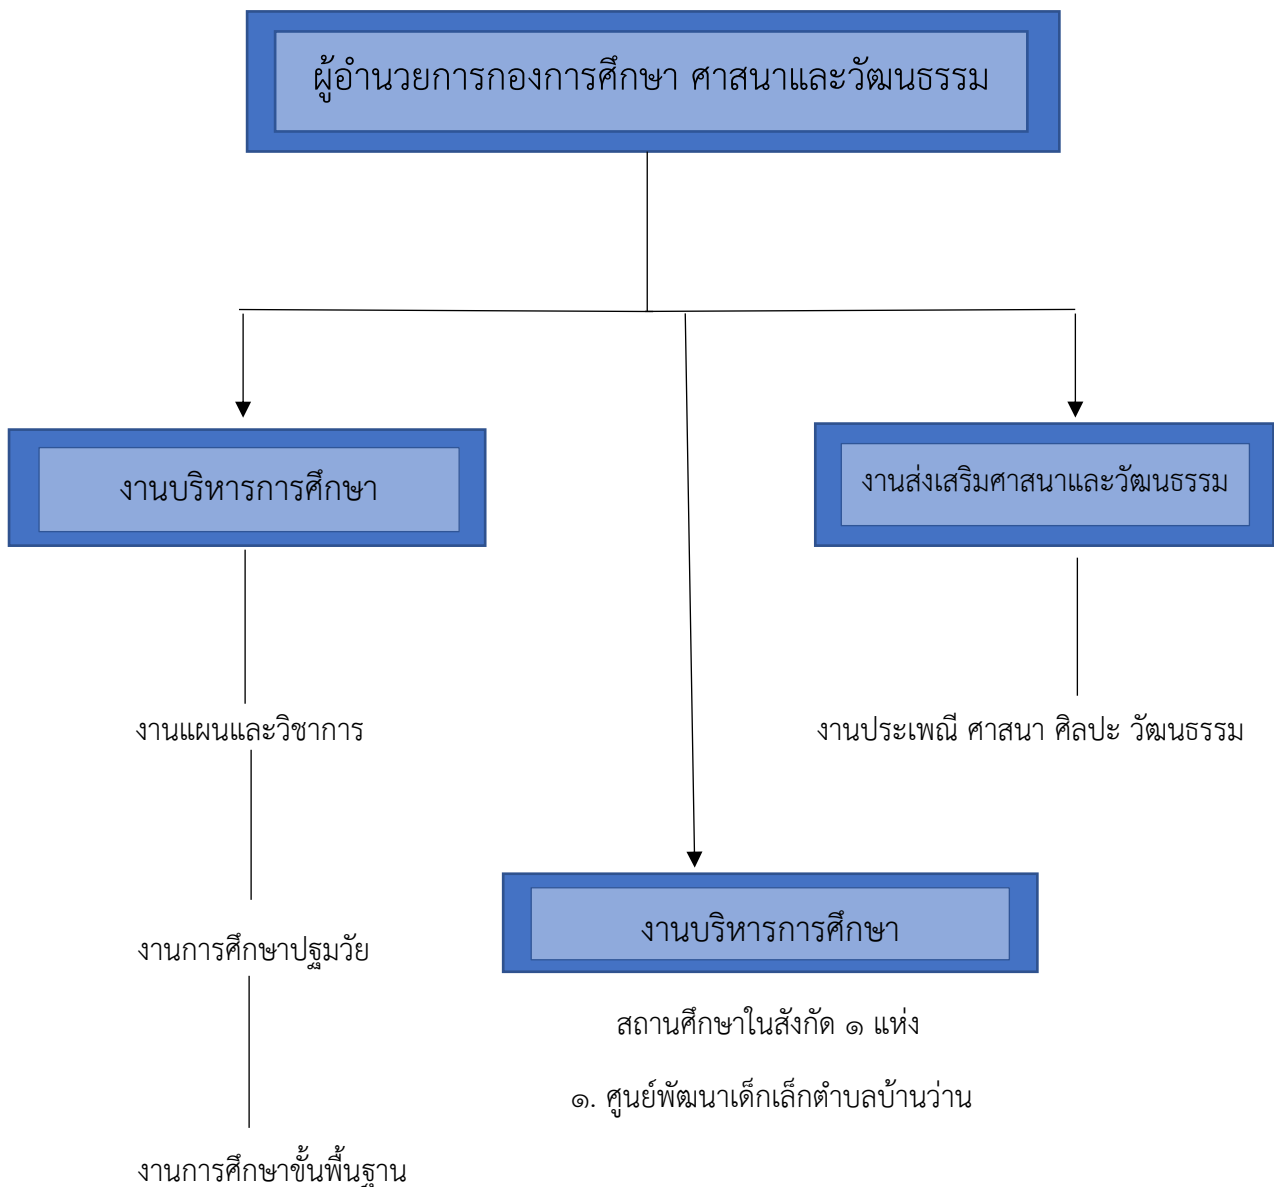 ผู้อำนวยการกองการศึกษา ศาสนาและวัฒนธรรม
งานบริหารการศึกษา
งานส่งเสริมศาสนาและวัฒนธรรม
งานแผนและวิชาการ
งานประเพณี ศาสนา ศิลปะ วัฒนธรรม
งานการศึกษาปฐมวัย
งานบริหารการศึกษา
สถานศึกษาในสังกัด ๑ แห่ง
๑. ศูนย์พัฒนาเด็กเล็กตำบลบ้านว่าน
งานการศึกษาขั้นพื้นฐาน